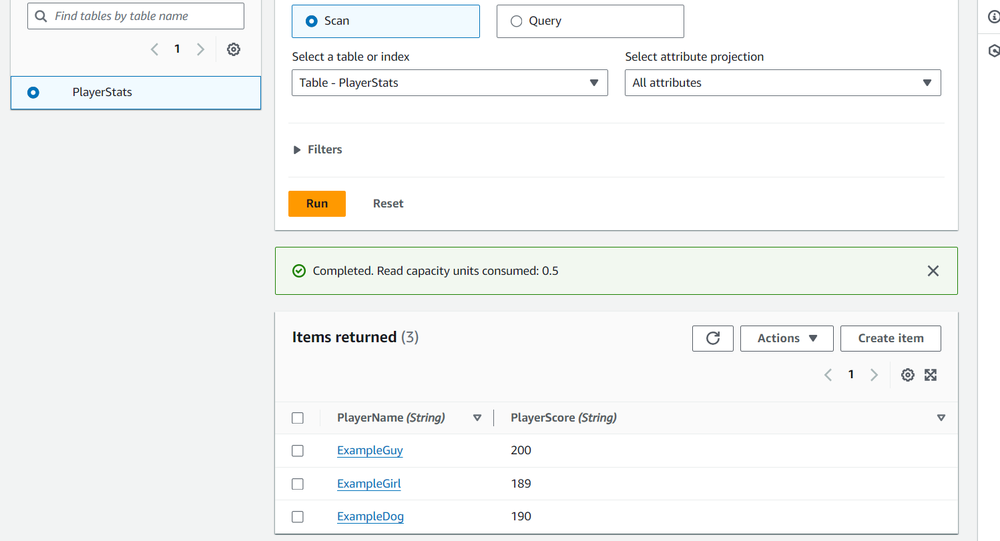 Find tables by table name
1
PlayerStats
Scan
Query
Select a table or index
Select attribute projection
Table - PlayerStats
All attributes
Filters
Run
Reset
Completed. Read capacity units consumed: 0.5
Items returned (3)
Actions
Create item
1
PlayerName (String)
PlayerScore (String)
ExampleGuy
200
ExampleGirl
189
ExampleDog
190